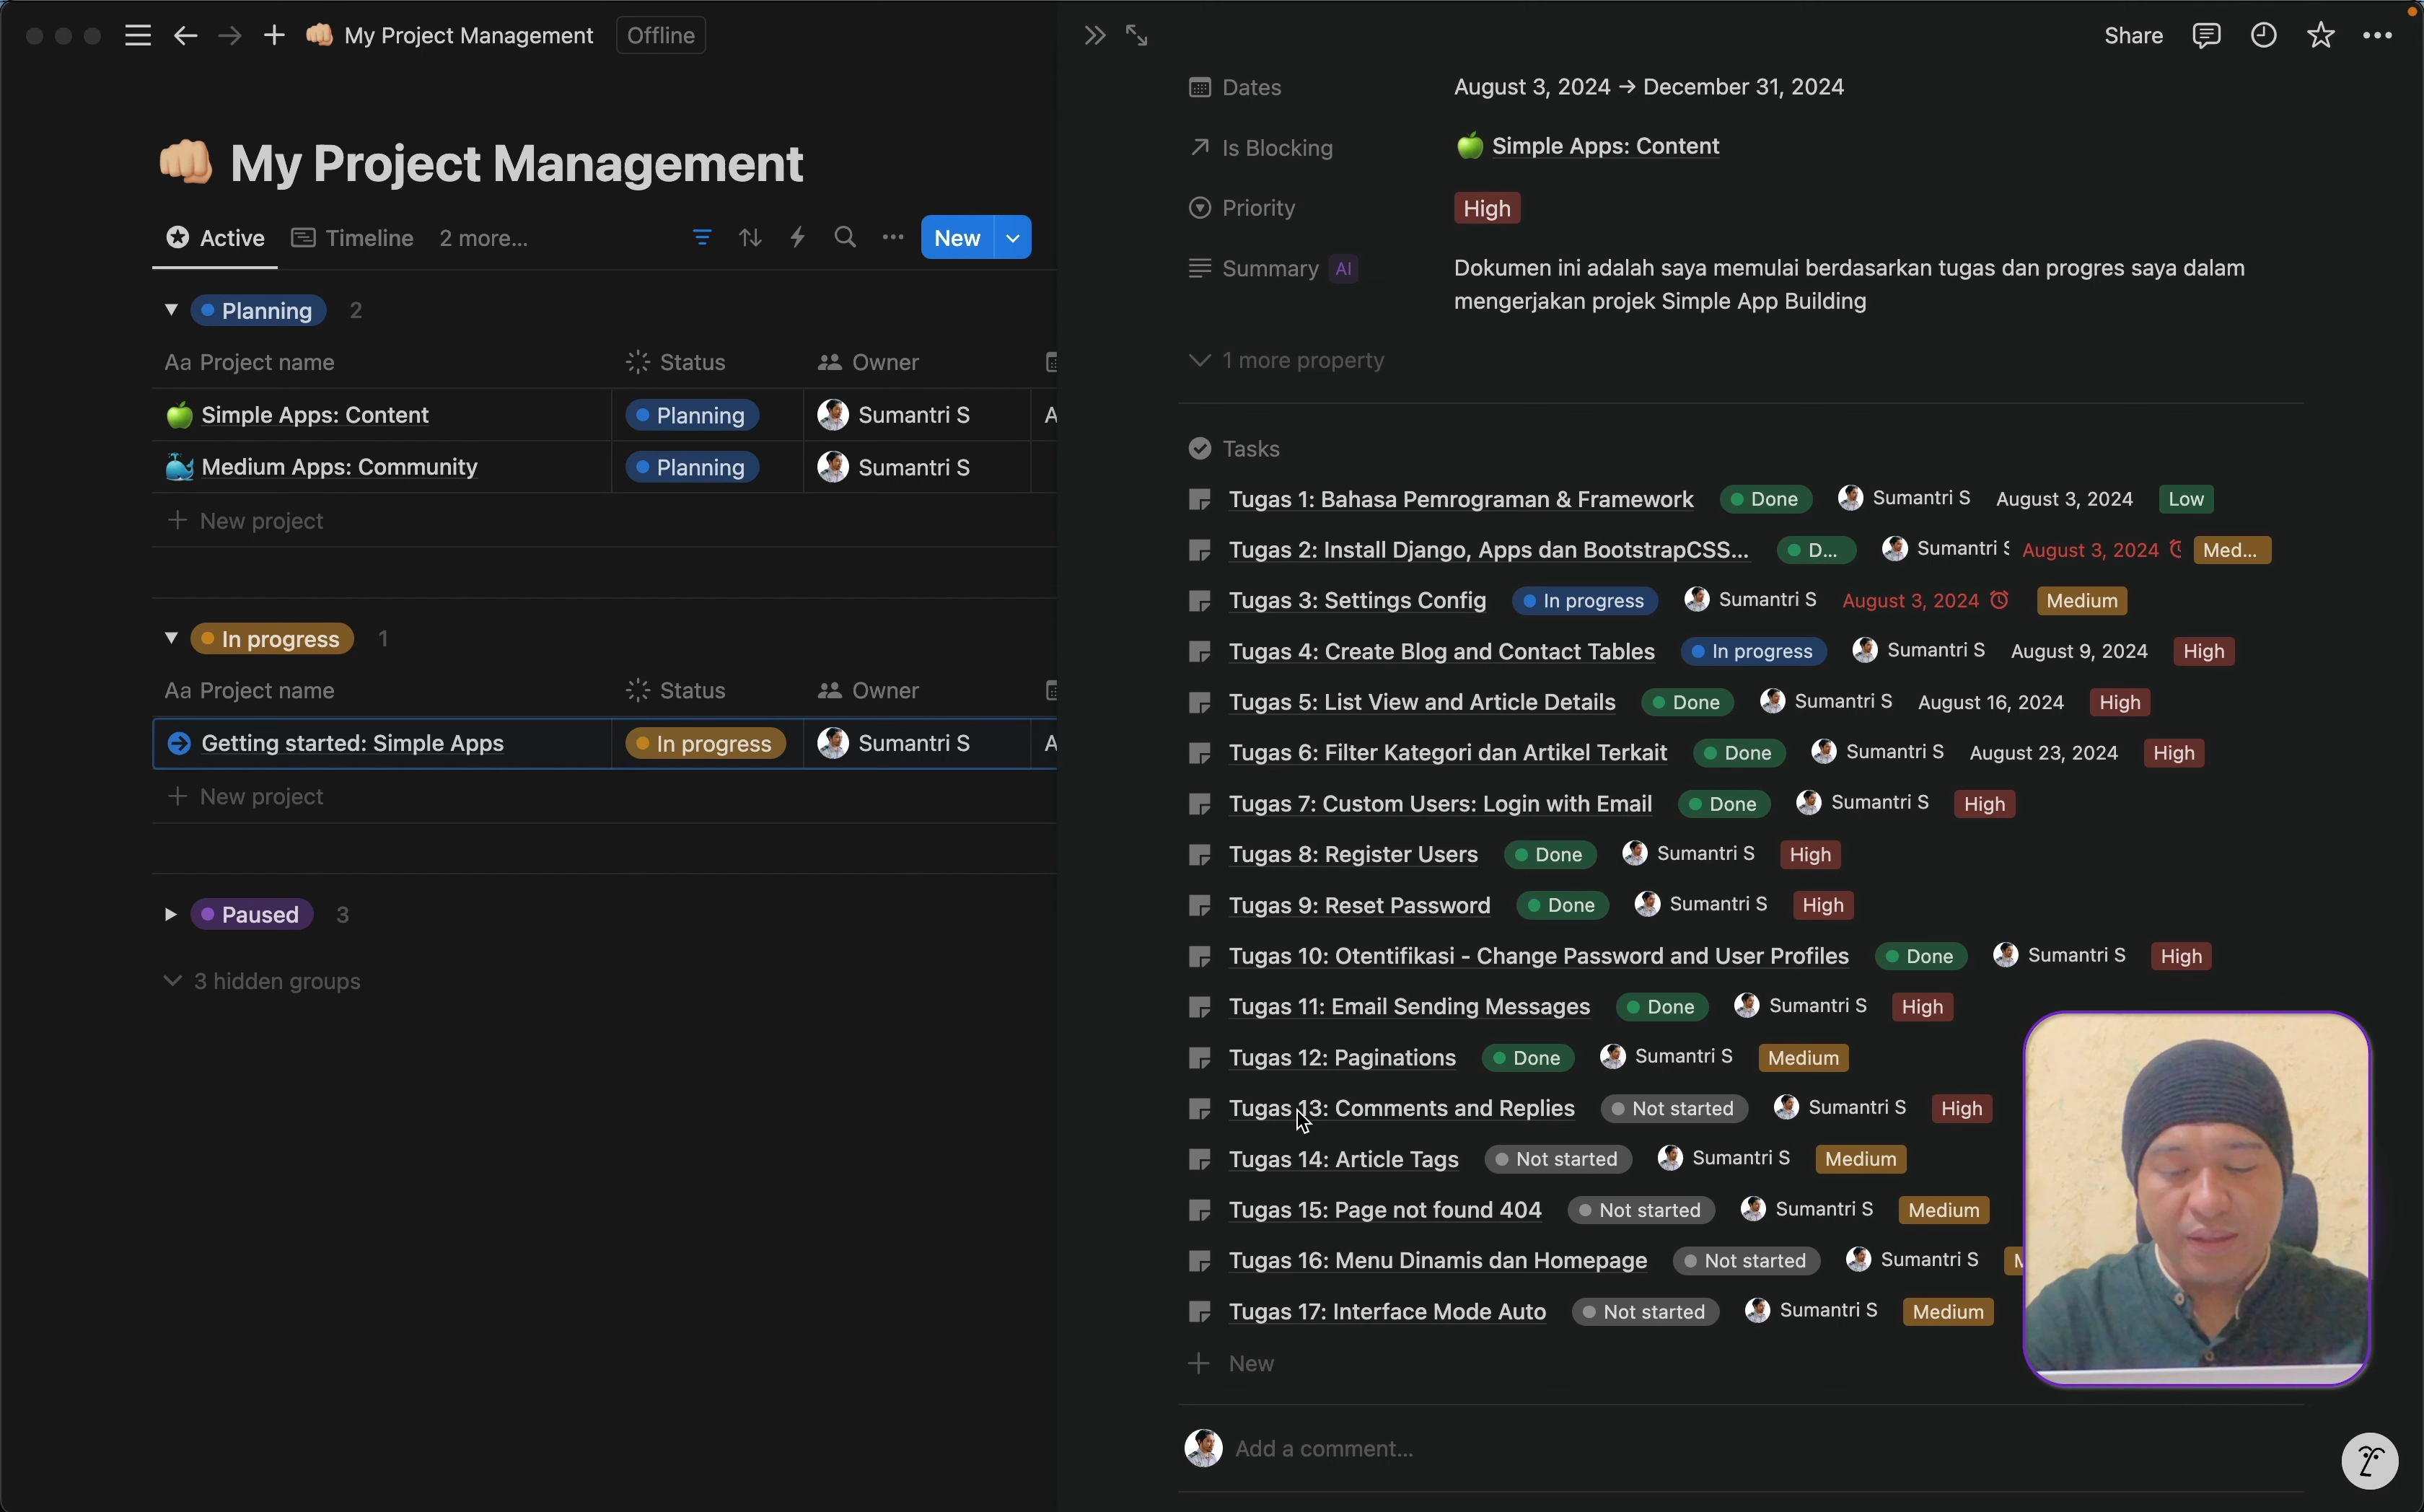 My Project Management Offline
My Project Management
Active Timeline 2 more...
New
Planning 2
Aa Project name Status Owner
Simple Apps: Content Planning Sumantri S A
Medium Apps: Community Planning Sumantri S
New project
In progress 1
Aa Project name Status Owner
Getting started: Simple Apps In progress Sumantri S A
New project
Paused 3
3 hidden groups
Share
Dates August 3, 2024 → December 31, 2024
Is Blocking Simple Apps: Content
Priority High
Summary AI Dokumen ini adalah saya memulai berdasarkan tugas dan progres saya dalam
mengerjakan projek Simple App Building
1 more property
Tasks
Tugas 1: Bahasa Pemrograman & Framework Done Sumantri S August 3, 2024 Low
Tugas 2: Install Django, Apps dan BootstrapCSS... D... Sumantri August 3, 2024 Med...
Tugas 3: Settings Config In progress Sumantri S August 3, 2024 Medium
Tugas 4: Create Blog and Contact Tables In progress Sumantri S August 9, 2024 High
Tugas 5: List View and Article Details Done Sumantri S August 16, 2024 High
Tugas 6: Filter Kategori dan Artikel Terkait Done Sumantri S August 23, 2024 High
Tugas 7: Custom Users: Login with Email Done Sumantri S High
Tugas 8: Register Users Done Sumantri S High
Tugas 9: Reset Password Done Sumantri S High
Tugas 10: Otentifikasi - Change Password and User Profiles Done Sumantri S High
Tugas 11: Email Sending Messages Done Sumantri S High
Tugas 12: Paginations Done Sumantri S Medium
Tugas 13: Comments and Replies Not started Sumantri S High
Tugas 14: Article Tags Not started Sumantri S Medium
Tugas 15: Page not found 404 Not started Sumantri S Medium
Tugas 16: Menu Dinamis dan Homepage Not started Sumantri S
Tugas 17: Interface Mode Auto Not started Sumantri S Medium
New
Add a comment...